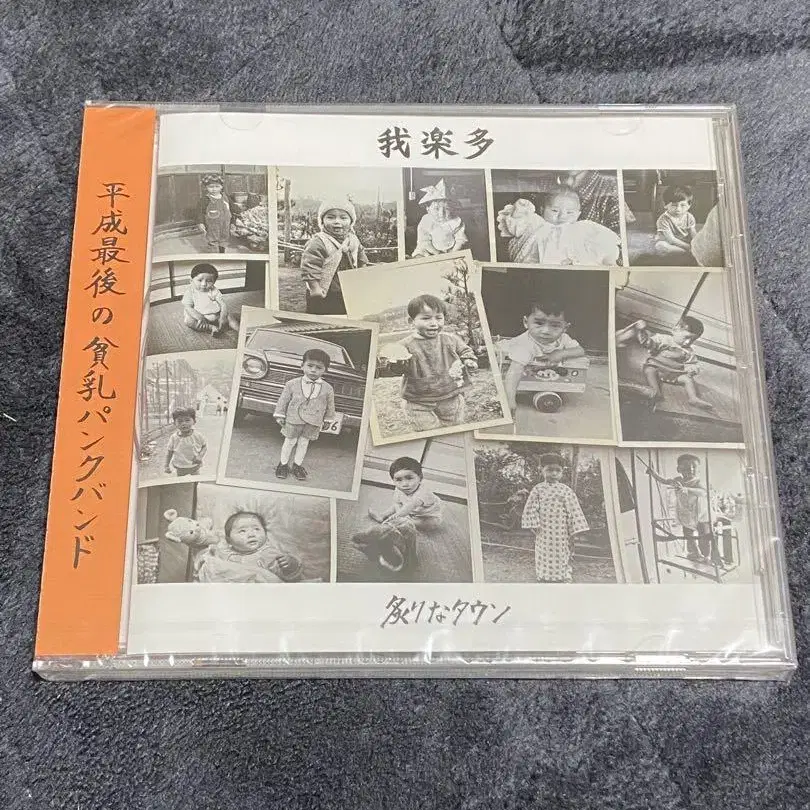 我楽多
平成最後の貧乳パンクバンド
炙りなタウン
6